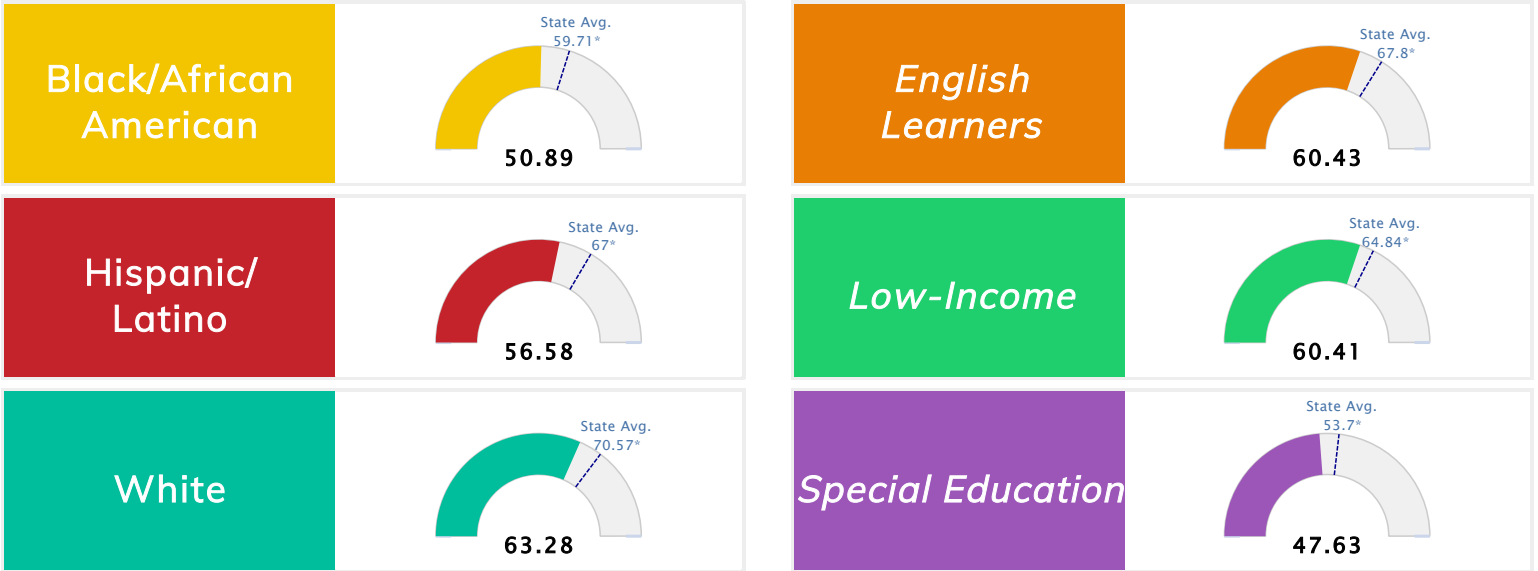 Black/African
American
State Avg.
59.71*
50.89
English
Learners
State Avg.
67.8*
60.43
Hispanic/
Latino
State Avg.
67*
56.58
Low-Income
State Avg.
64.84*
60.41
White
State Avg.
70.57*
63.28
Special Education
State Avg.
53.7*
47.63